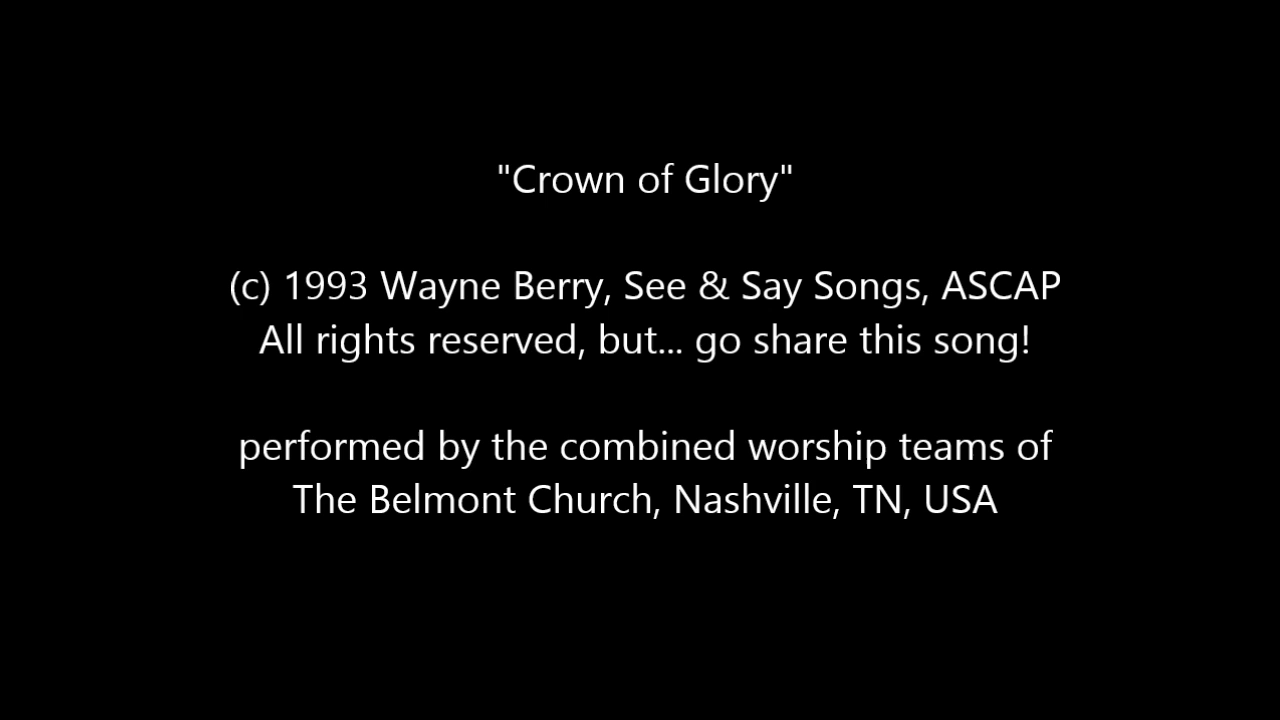 "Crown of Glory"
(c) 1993 Wayne Berry, See & Say Songs, ASCAP
All rights reserved, but... go share this song!
performed by the combined worship teams of
The Belmont Church, Nashville, TN, USA